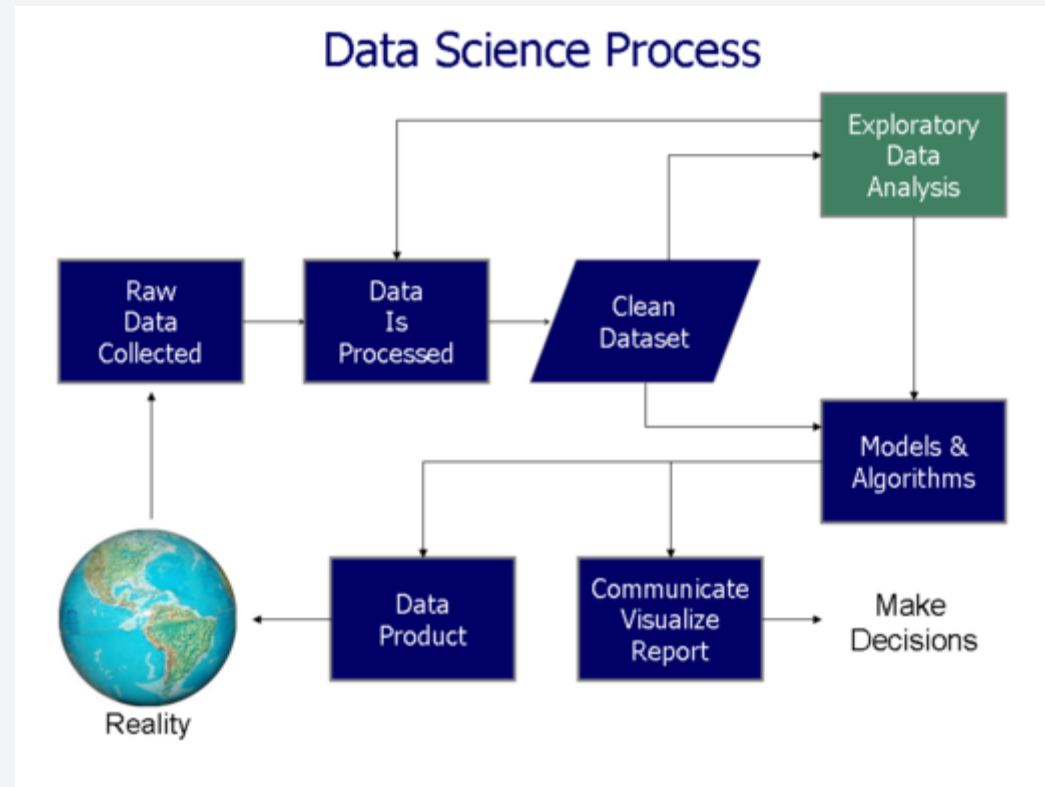 Data Science Process
Exploratory
Data
Analysis
Raw
Data
Collected
Data
Is
Processed
Clean
Dataset
Models &
Algorithms
Data
Product
Communicate
Visualize
Report
Make
Decisions
Reality